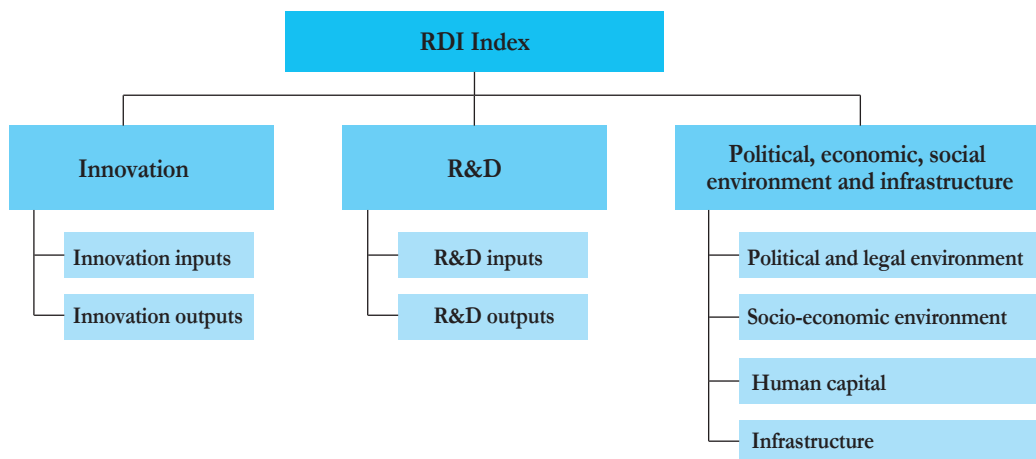 RDI Index
Innovation
R&D
Political, economic, social
environment and infrastructure
Innovation inputs
Innovation outputs
R&D inputs
R&D outputs
Political and legal environment
Socio-economic environment
Human capital
Infrastructure